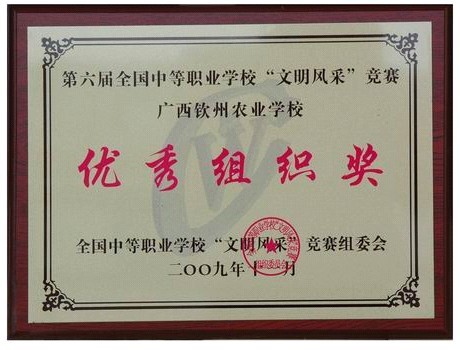 第六届全国中等职业学校“文明风采”竞赛
广西钦州农业学校
优秀组织奖
全国中等职业学校“文明风采”竞赛组委会
二〇〇九年十一月